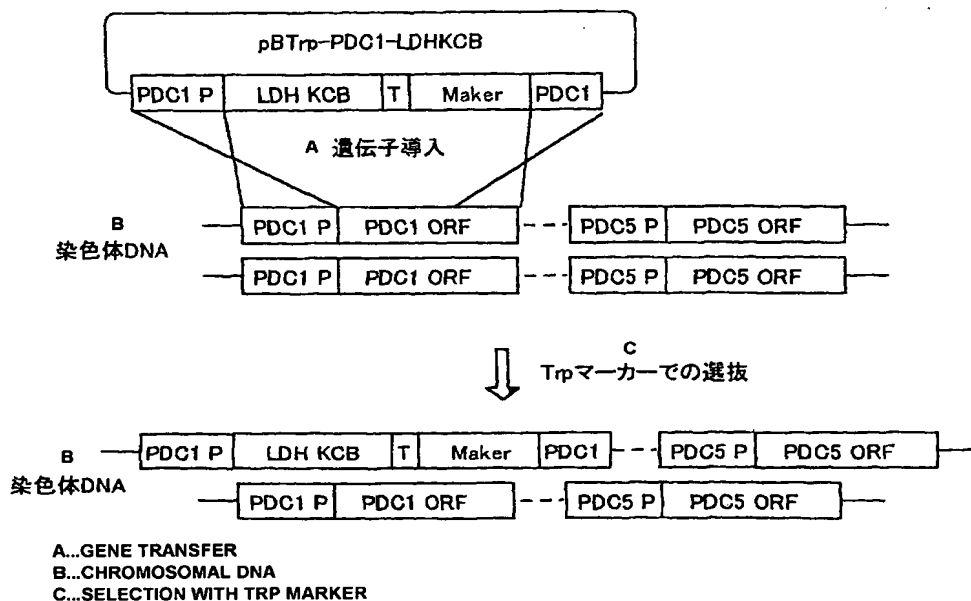 pBTrp-PDC1-LDHKCB
PDC1 P LDH KCB T Maker PDC1
A 遺伝子導入
B
染色体DNA
PDC1 P PDC1 ORF PDC5 P PDC5 ORF
PDC1 P PDC1 ORF PDC5 P PDC5 ORF
C
Trpマーカーでの選抜
B
染色体DNA
PDC1 P LDH KCB T Maker PDC1 PDC5 P PDC5 ORF
PDC1 P PDC1 ORF PDC5 P PDC5 ORF
A...GENE TRANSFER
B...CHROMOSOMAL DNA
C...SELECTION WITH TRP MARKER